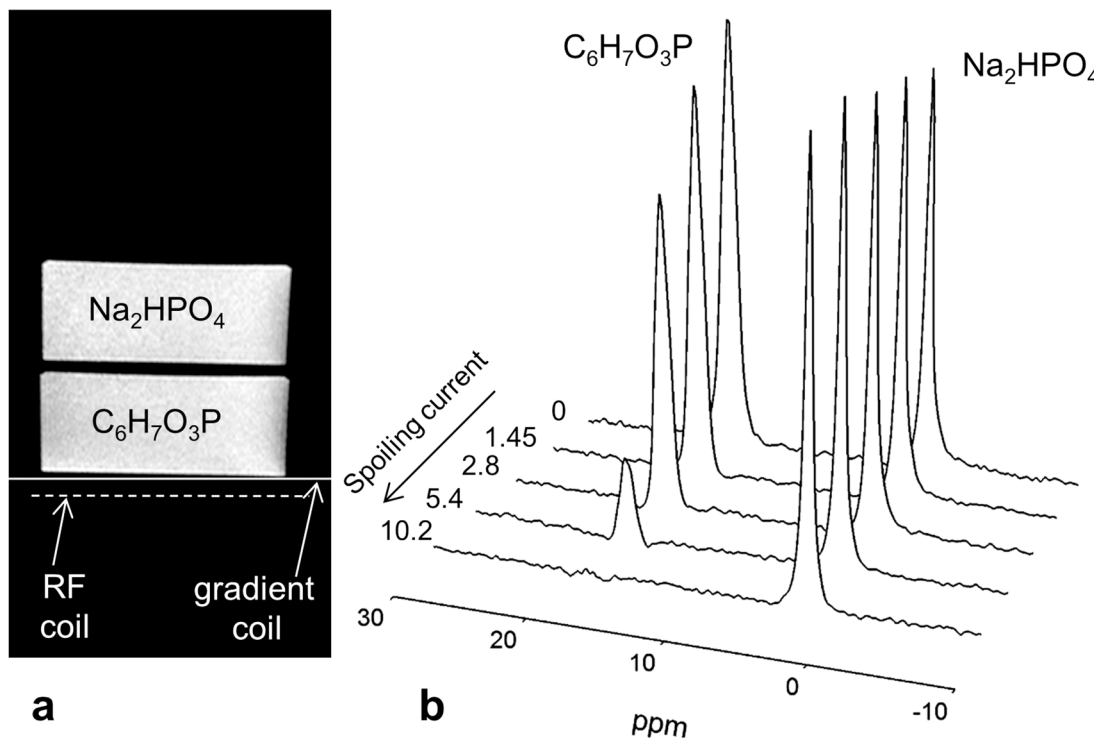 Na₂HPO₄
C₆H₇O₃P
RF
coil
gradient
coil
a
C₆H₇O₃P
Na₂HPO₄
Spoiling current
0
1.45
2.8
5.4
10.2
30
20
10
0
-10
ppm
b